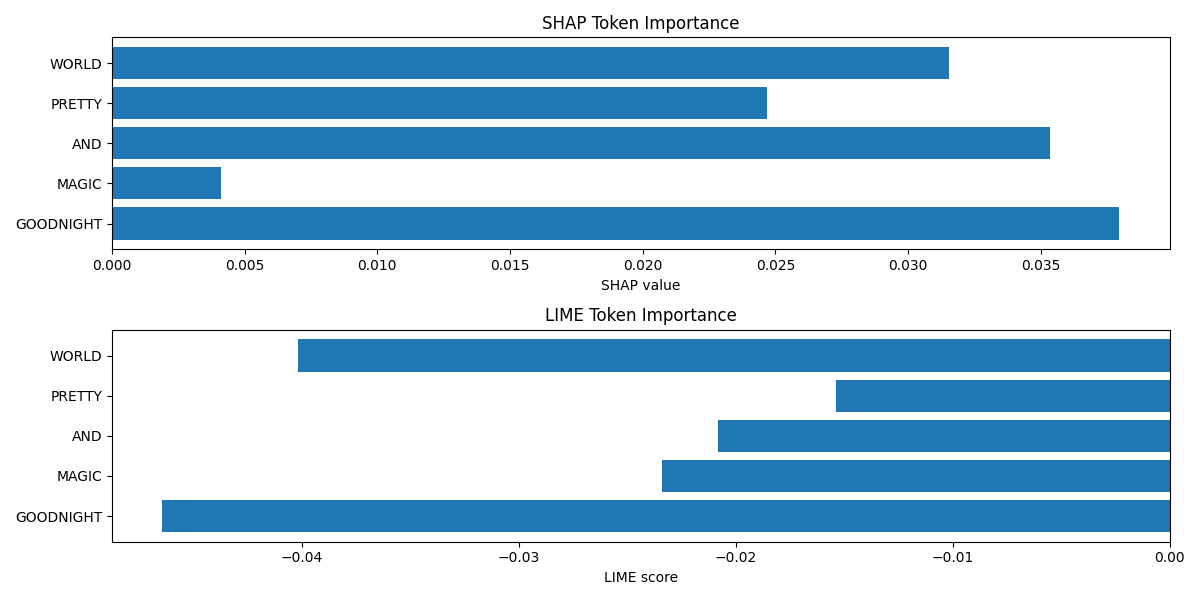 SHAP Token Importance
WORLD
PRETTY
AND
MAGIC
GOODNIGHT
0.000 0.005 0.010 0.015 0.020 0.025 0.030 0.035
SHAP value
LIME Token Importance
WORLD
PRETTY
AND
MAGIC
GOODNIGHT
−0.04 −0.03 −0.02 −0.01 0.00
LIME score